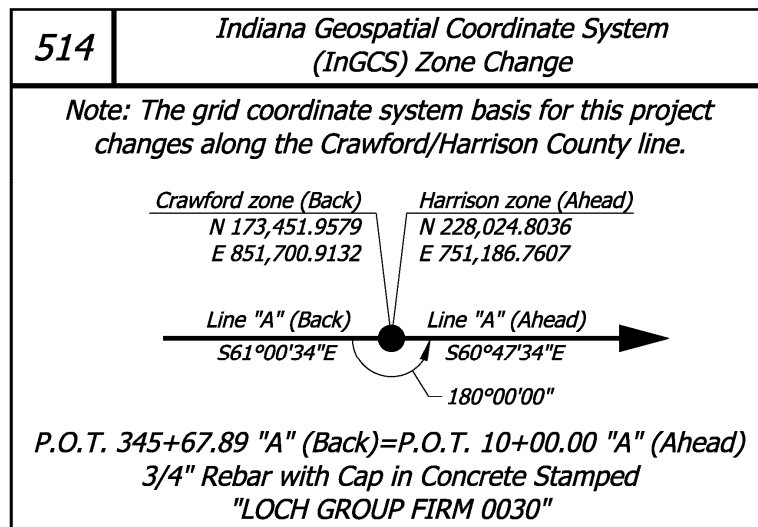 514
Indiana Geospatial Coordinate System
(InGCS) Zone Change
Note: The grid coordinate system basis for this project
changes along the Crawford/Harrison County line.
Crawford zone (Back)
N 173,451.9579
E 851,700.9132
Harrison zone (Ahead)
N 228,024.8036
E 751,186.7607
Line "A" (Back)
S61°00'34"E
Line "A" (Ahead)
S60°47'34"E
180°00'00"
P.O.T. 345+67.89 "A" (Back)=P.O.T. 10+00.00 "A" (Ahead)
3/4" Rebar with Cap in Concrete Stamped
"LOCH GROUP FIRM 0030"